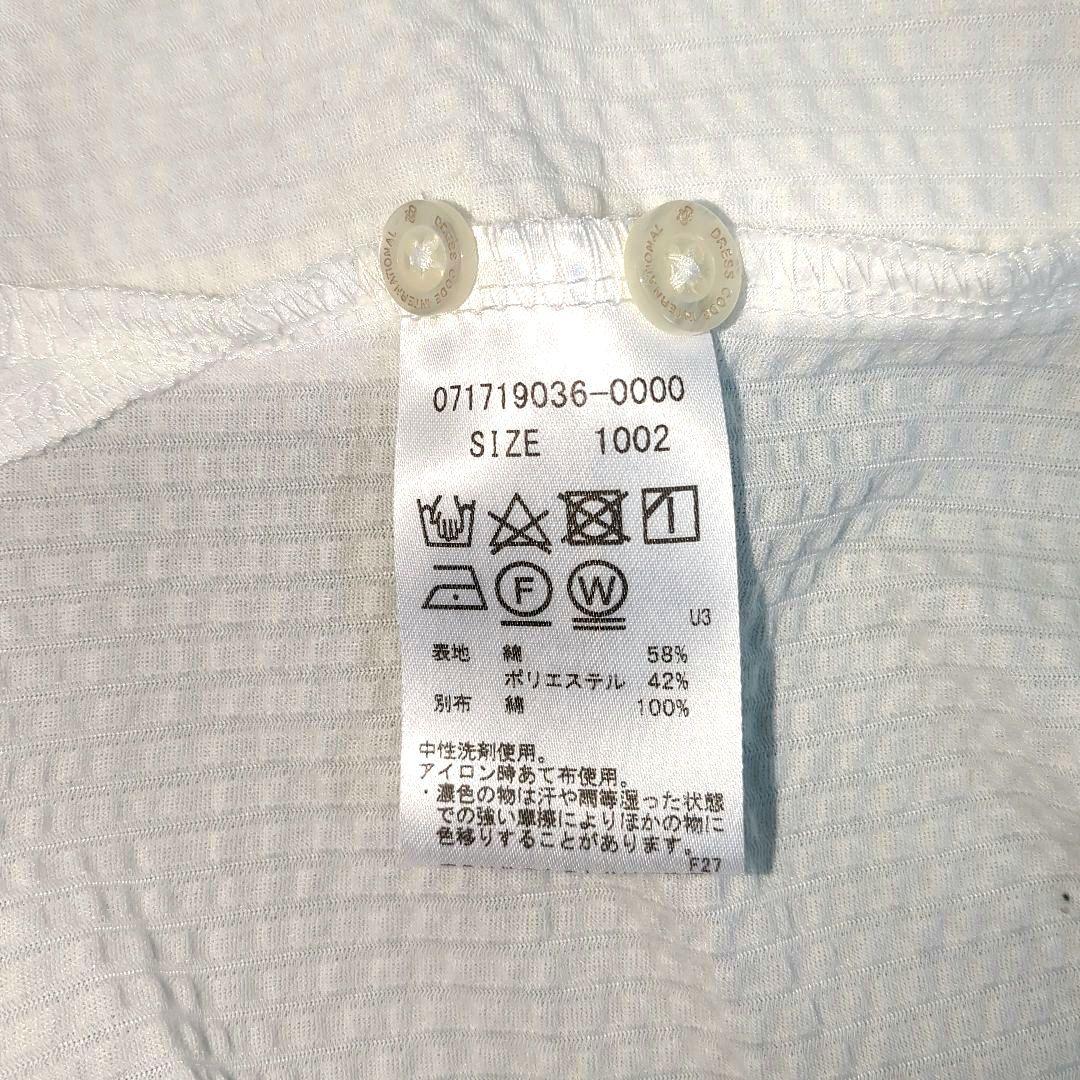 DRESS CODE INTERNATIONAL
DRESS CODE INTERNATIONAL
071719036-0000
SIZE 1002
F W
U3
表地 綿 58%
ポリエステル 42%
別布 綿 100%
中性洗剤使用。
アイロン時あて布使用。
・濃色の物は汗や雨等湿った状態
での強い摩擦によりほかの物に
色移りすることがあります。
F27